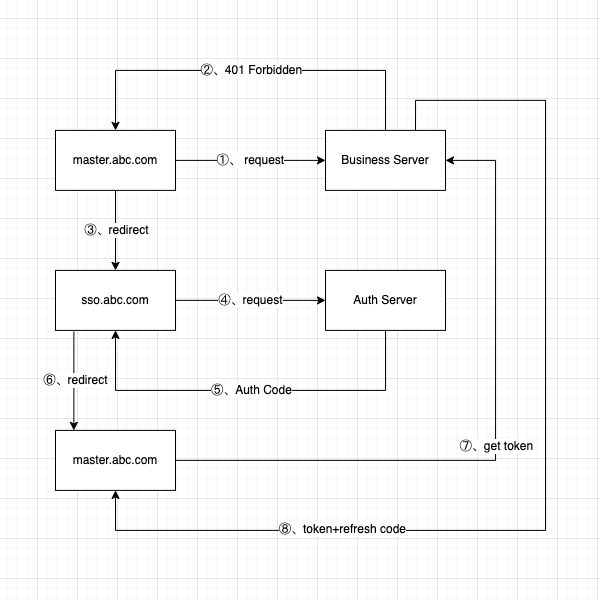 ②、401 Forbidden
master.abc.com
①、 request
Business Server
③、redirect
sso.abc.com
④、request
Auth Server
⑥、redirect
⑤、Auth Code
master.abc.com
⑦、get token
⑧、token+refresh code